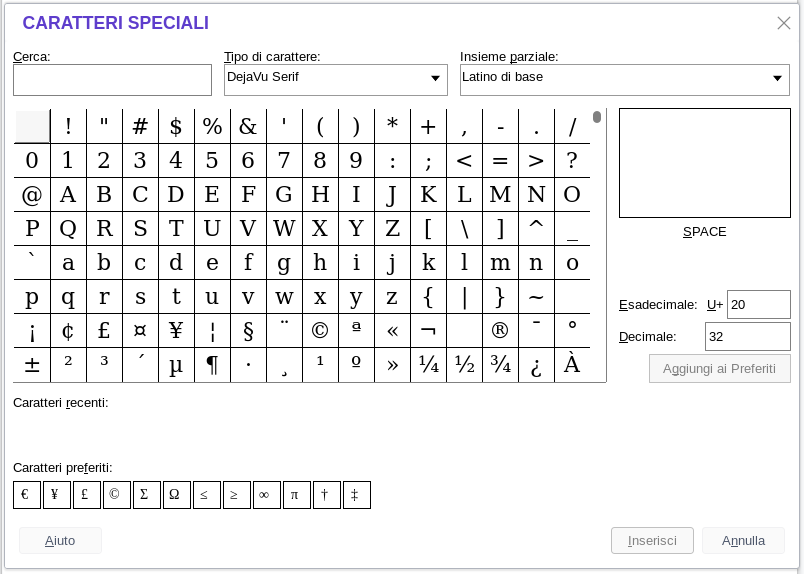 CARATTERI SPECIALI
Cerca: Tipo di carattere: Insieme parziale:
DejaVu Serif Latino di base
! " # $ % & ' ( ) * + , - . /
0 1 2 3 4 5 6 7 8 9 : ; < = > ?
@ A B C D E F G H I J K L M N O
P Q R S T U V W X Y Z [ \ ] ^ _
SPACE
` a b c d e f g h i j k l m n o
p q r s t u v w x y z { | } ~
Esadecimale: U+ 20
¡ ¢ £ ¤ ¥ ¦ § ¨ © ª « ¬ ® ¯ °
Decimale: 32
± ² ³ ´ µ ¶ · ¸ ¹ º » ¼ ½ ¾ ¿ À
Aggiungi ai Preferiti
Caratteri recenti:
Caratteri preferiti:
€ ¥ £ © Σ Ω ≤ ≥ ∞ π † ‡
Aiuto Inserisci Annulla